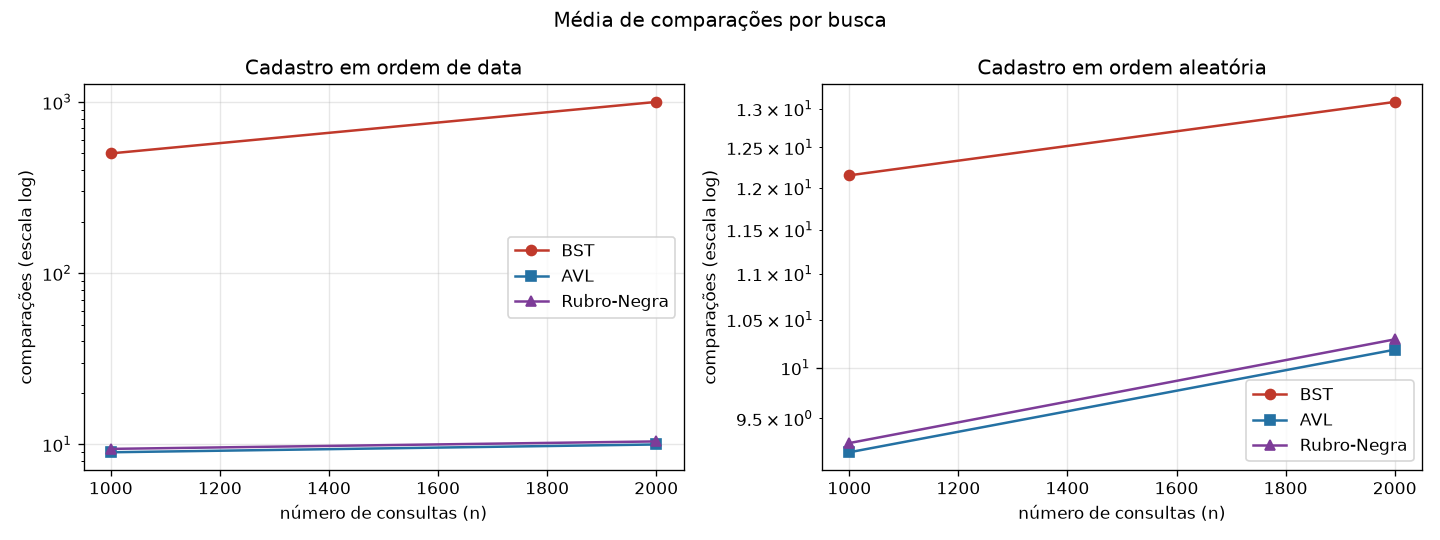 Média de comparações por busca
Cadastro em ordem de data
10³
10²
10¹
comparações (escala log)
BST
AVL
Rubro-Negra
1000 1200 1400 1600 1800 2000
número de consultas (n)
Cadastro em ordem aleatória
1.3 × 10¹
1.25 × 10¹
1.2 × 10¹
1.15 × 10¹
1.1 × 10¹
1.05 × 10¹
10¹
9.5 × 10⁰
comparações (escala log)
BST
AVL
Rubro-Negra
1000 1200 1400 1600 1800 2000
número de consultas (n)